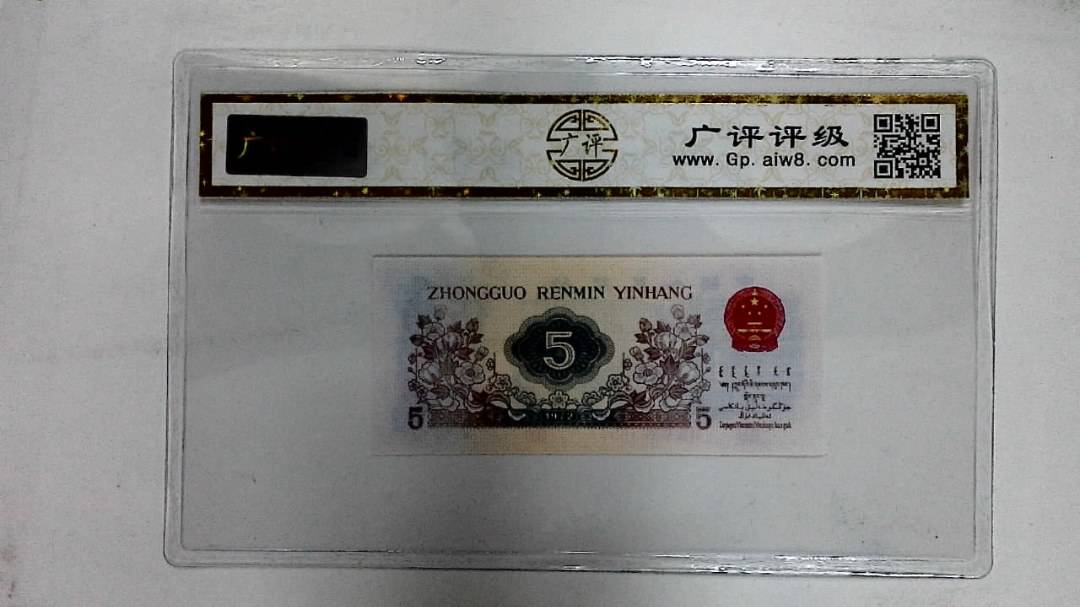 广
广评
广评评级
www.Gp.aiw8.com
ZHONGGUO RENMIN YINHANG
5
5
5